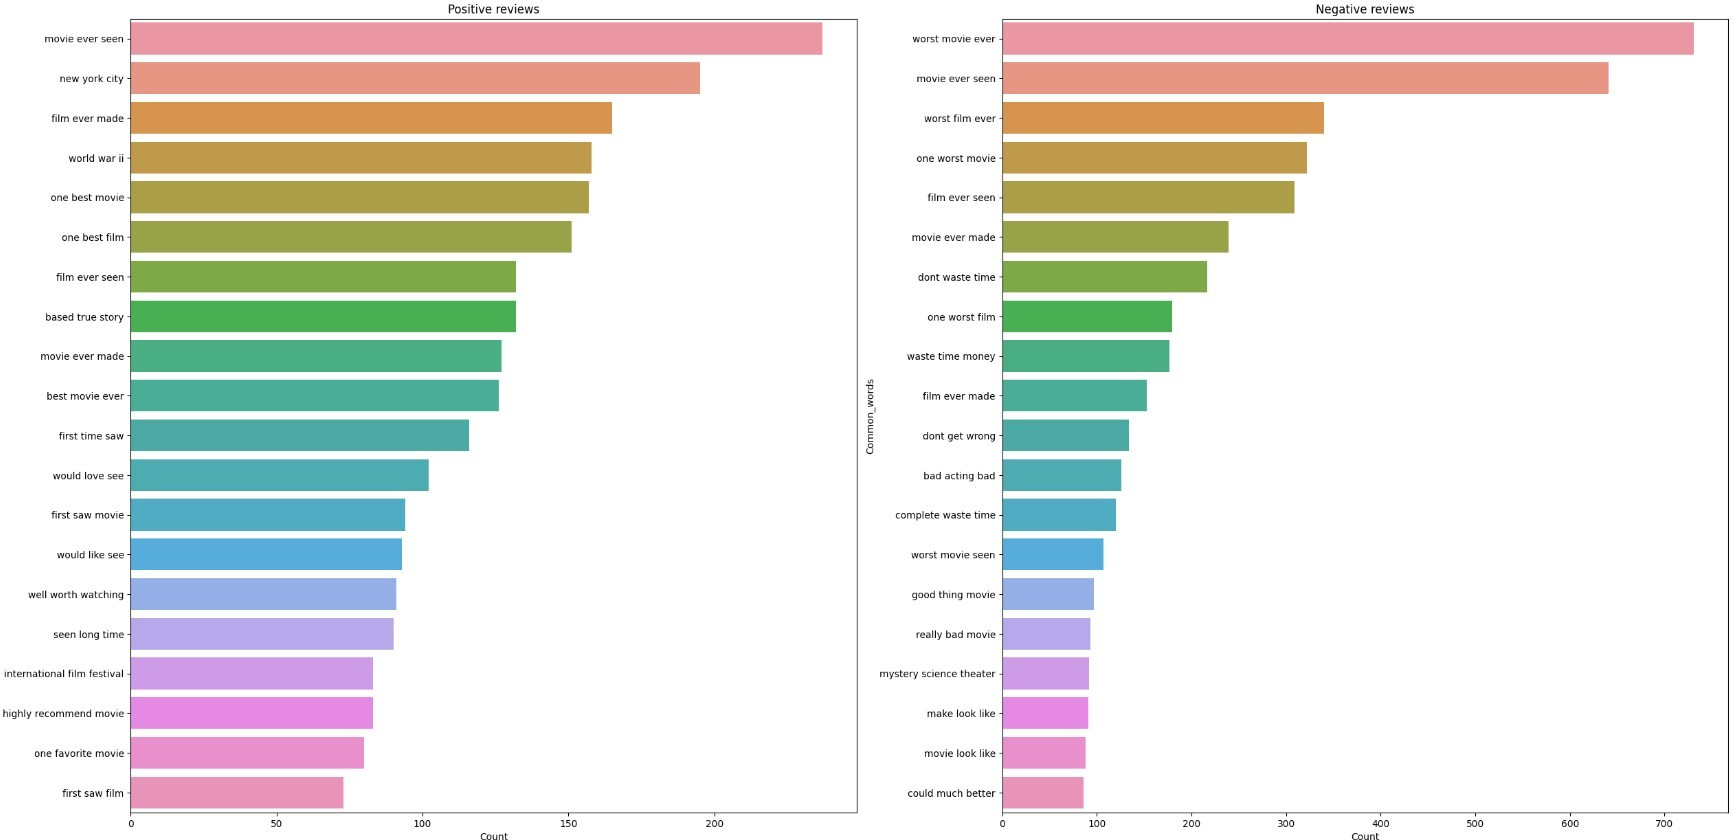 Positive reviews
movie ever seen
new york city
film ever made
world war ii
one best movie
one best film
film ever seen
based true story
movie ever made
best movie ever
first time saw
would love see
first saw movie
would like see
well worth watching
seen long time
international film festival
highly recommend movie
one favorite movie
first saw film
0 50 100 150 200
Count
Negative reviews
Common_words
worst movie ever
movie ever seen
worst film ever
one worst movie
film ever seen
movie ever made
dont waste time
one worst film
waste time money
film ever made
dont get wrong
bad acting bad
complete waste time
worst movie seen
good thing movie
really bad movie
mystery science theater
make look like
movie look like
could much better
0 100 200 300 400 500 600 700
Count